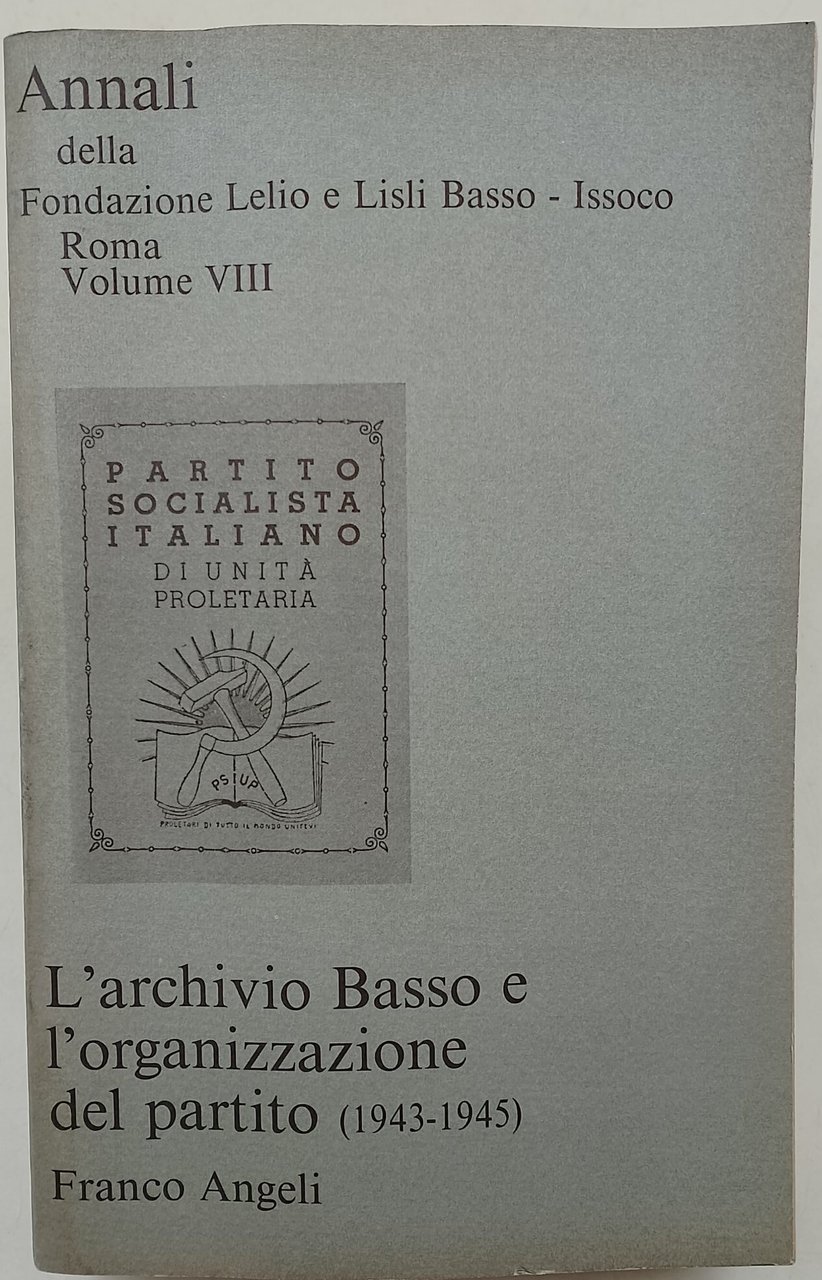 Annali
della
Fondazione Lelio e Lisli Basso - Issoco
Roma
Volume VIII
PARTITO
SOCIALISTA
ITALIANO
DI UNITÀ
PROLETARIA
PSIUP
PROLETARI DI TUTTO IL MONDO UNITEVI
L'archivio Basso e
l'organizzazione
del partito (1943-1945)
Franco Angeli